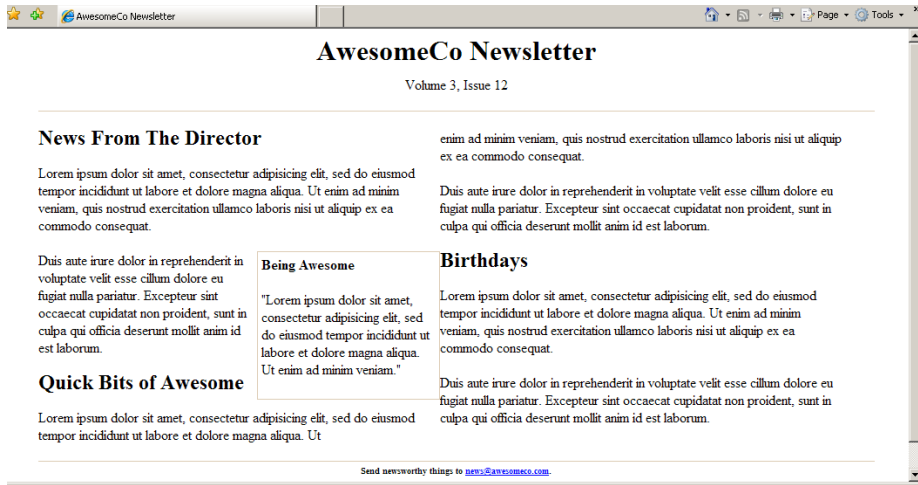 AwesomeCo Newsletter
Page
Tools
AwesomeCo Newsletter
Volume 3, Issue 12
News From The Director
Lorem ipsum dolor sit amet, consectetur adipisicing elit, sed do eiusmod
tempor incididunt ut labore et dolore magna aliqua. Ut enim ad minim
veniam, quis nostrud exercitation ullamco laboris nisi ut aliquip ex ea
commodo consequat.
Duis aute irure dolor in reprehenderit in
voluptate velit esse cillum dolore eu
fugiat nulla pariatur. Excepteur sint
occaecat cupidatat non proident, sunt in
culpa qui officia deserunt mollit anim id
est laborum.
Being Awesome
"Lorem ipsum dolor sit amet,
consectetur adipisicing elit, sed
do eiusmod tempor incididunt ut
labore et dolore magna aliqua.
Ut enim ad minim veniam."
Quick Bits of Awesome
Lorem ipsum dolor sit amet, consectetur adipisicing elit, sed do eiusmod
tempor incididunt ut labore et dolore magna aliqua. Ut
enim ad minim veniam, quis nostrud exercitation ullamco laboris nisi ut aliquip
ex ea commodo consequat.
Duis aute irure dolor in reprehenderit in voluptate velit esse cillum dolore eu
fugiat nulla pariatur. Excepteur sint occaecat cupidatat non proident, sunt in
culpa qui officia deserunt mollit anim id est laborum.
Birthdays
Lorem ipsum dolor sit amet, consectetur adipisicing elit, sed do eiusmod
tempor incididunt ut labore et dolore magna aliqua. Ut enim ad minim
veniam, quis nostrud exercitation ullamco laboris nisi ut aliquip ex ea
commodo consequat.
Duis aute irure dolor in reprehenderit in voluptate velit esse cillum dolore eu
fugiat nulla pariatur. Excepteur sint occaecat cupidatat non proident, sunt in
culpa qui officia deserunt mollit anim id est laborum.
Send newsworthy things to news@awesomeco.com.